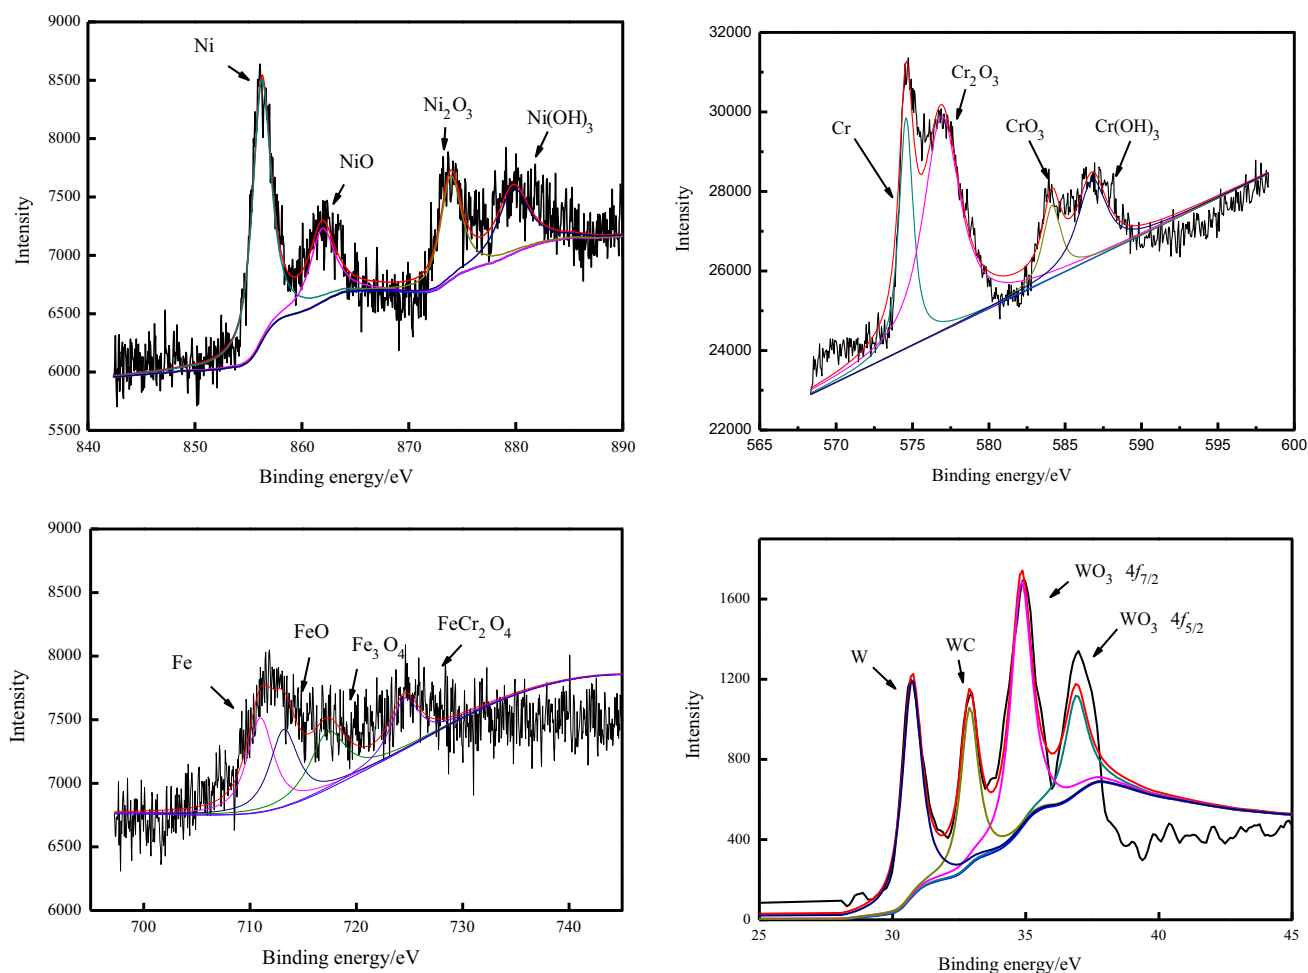 9000
8500
8000
7500
7000
6500
6000
5500
840 850 860 870 880 890
Intensity
Binding energy/eV
Ni
NiO
Ni2O3
Ni(OH)3
32000
30000
28000
26000
24000
22000
565 570 575 580 585 590 595 600
Intensity
Binding energy/eV
Cr
Cr2O3
CrO3
Cr(OH)3
9000
8000
7500
7000
6500
6000
700 710 720 730 740
Intensity
Binding energy/eV
Fe
FeO
Fe3 O4
FeCr2 O4
1600
1200
800
400
0
25 30 35 40 45
Intensity
Binding energy/eV
W
WC
WO3 4f7/2
WO3 4f5/2